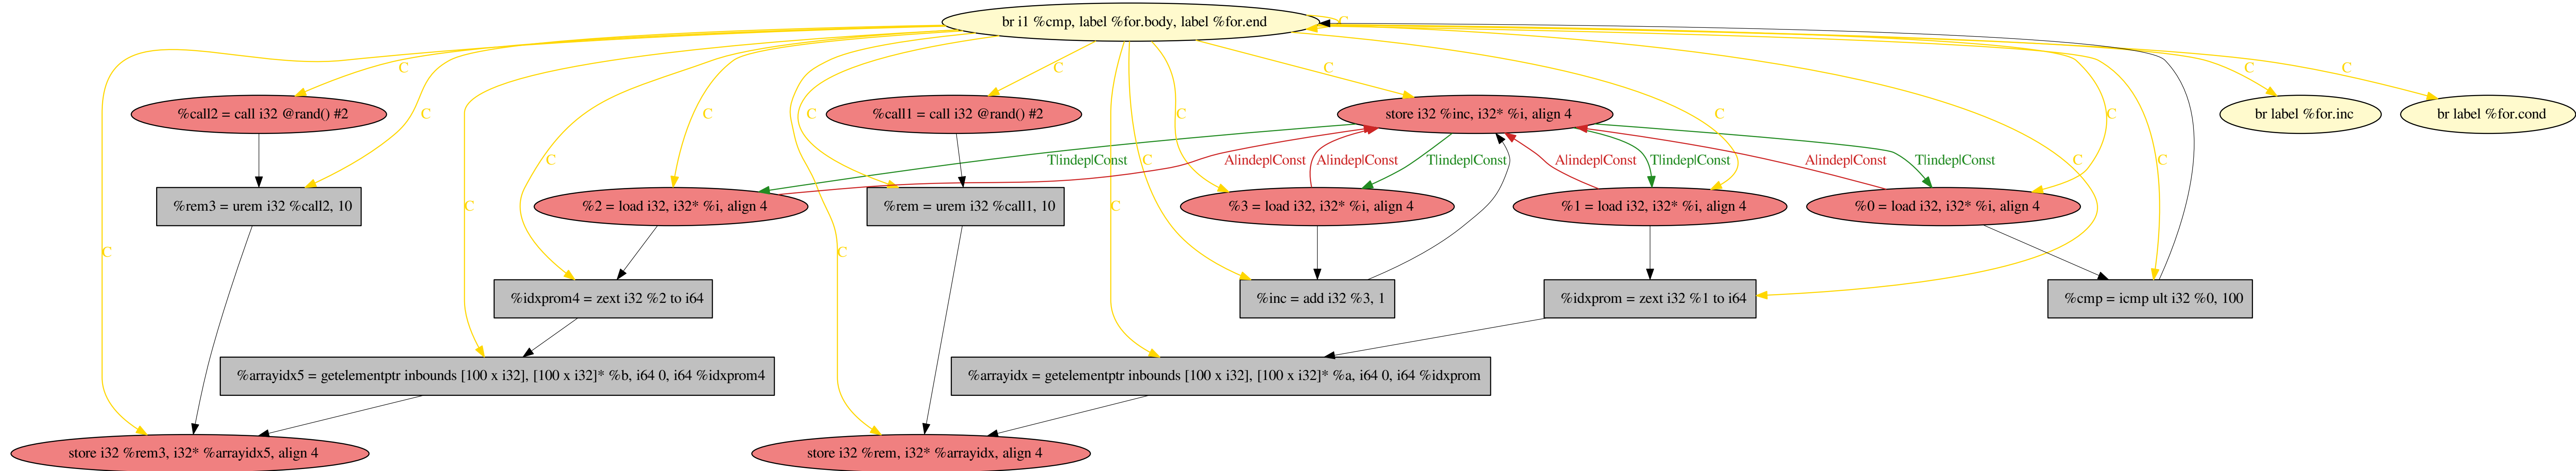 br i1 %cmp, label %for.body, label %for.end
C
C
C
C
C
C
C
%call2 = call i32 @rand() #2
C
C
C
%call1 = call i32 @rand() #2
C
store i32 %inc, i32* %i, align 4
C
C
br label %for.inc
br label %for.cond
C
T|indep|Const
C
A|indep|Const
A|indep|Const
T|indep|Const
A|indep|Const
T|indep|Const
A|indep|Const
T|indep|Const
C
C
%rem3 = urem i32 %call2, 10
C
%2 = load i32, i32* %i, align 4
%rem = urem i32 %call1, 10
C
%3 = load i32, i32* %i, align 4
%1 = load i32, i32* %i, align 4
%0 = load i32, i32* %i, align 4
C
C
%idxprom4 = zext i32 %2 to i64
%inc = add i32 %3, 1
%idxprom = zext i32 %1 to i64
%cmp = icmp ult i32 %0, 100
%arrayidx5 = getelementptr inbounds [100 x i32], [100 x i32]* %b, i64 0, i64 %idxprom4
%arrayidx = getelementptr inbounds [100 x i32], [100 x i32]* %a, i64 0, i64 %idxprom
store i32 %rem3, i32* %arrayidx5, align 4
store i32 %rem, i32* %arrayidx, align 4